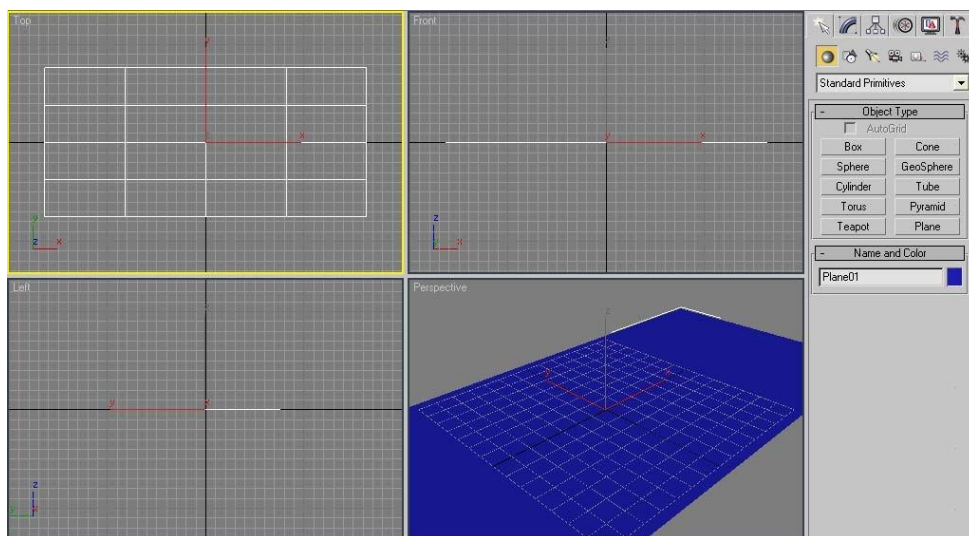 Top
y
x
y
z x
Front
y x
z
y x
Standard Primitives
- Object Type
AutoGrid
Box Cone
Sphere GeoSphere
Cylinder Tube
Torus Pyramid
Teapot Plane
- Name and Color
Plane01
Left
y x
z
y x
Perspective
z
y x